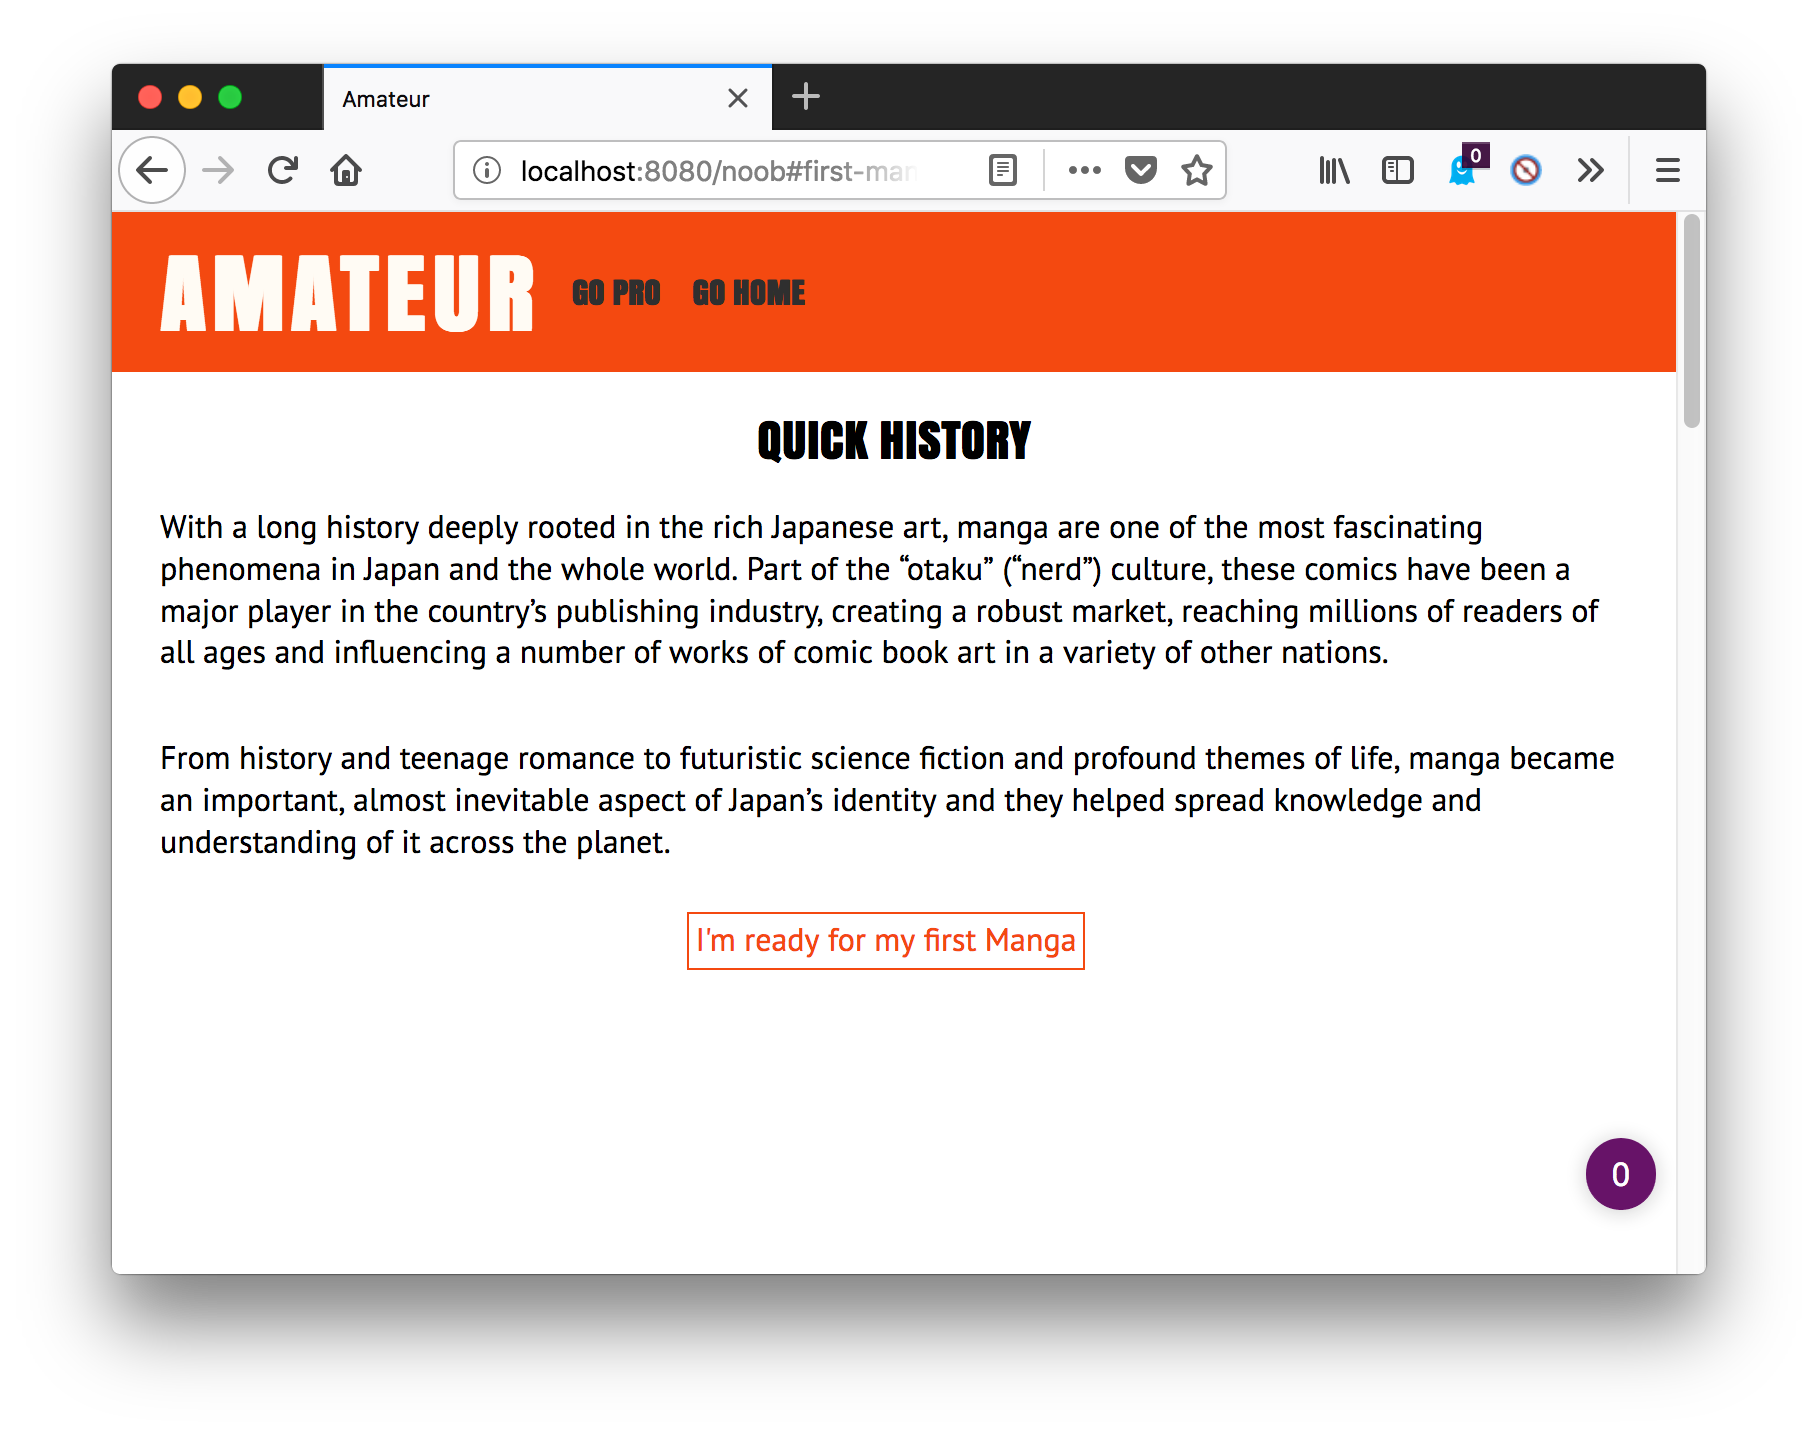 Amateur
localhost:8080/noob#first-man
0
AMATEUR
GO PRO GO HOME
QUICK HISTORY
With a long history deeply rooted in the rich Japanese art, manga are one of the most fascinating
phenomena in Japan and the whole world. Part of the “otaku” (“nerd”) culture, these comics have been a
major player in the country’s publishing industry, creating a robust market, reaching millions of readers of
all ages and influencing a number of works of comic book art in a variety of other nations.
From history and teenage romance to futuristic science fiction and profound themes of life, manga became
an important, almost inevitable aspect of Japan’s identity and they helped spread knowledge and
understanding of it across the planet.
I'm ready for my first Manga
0